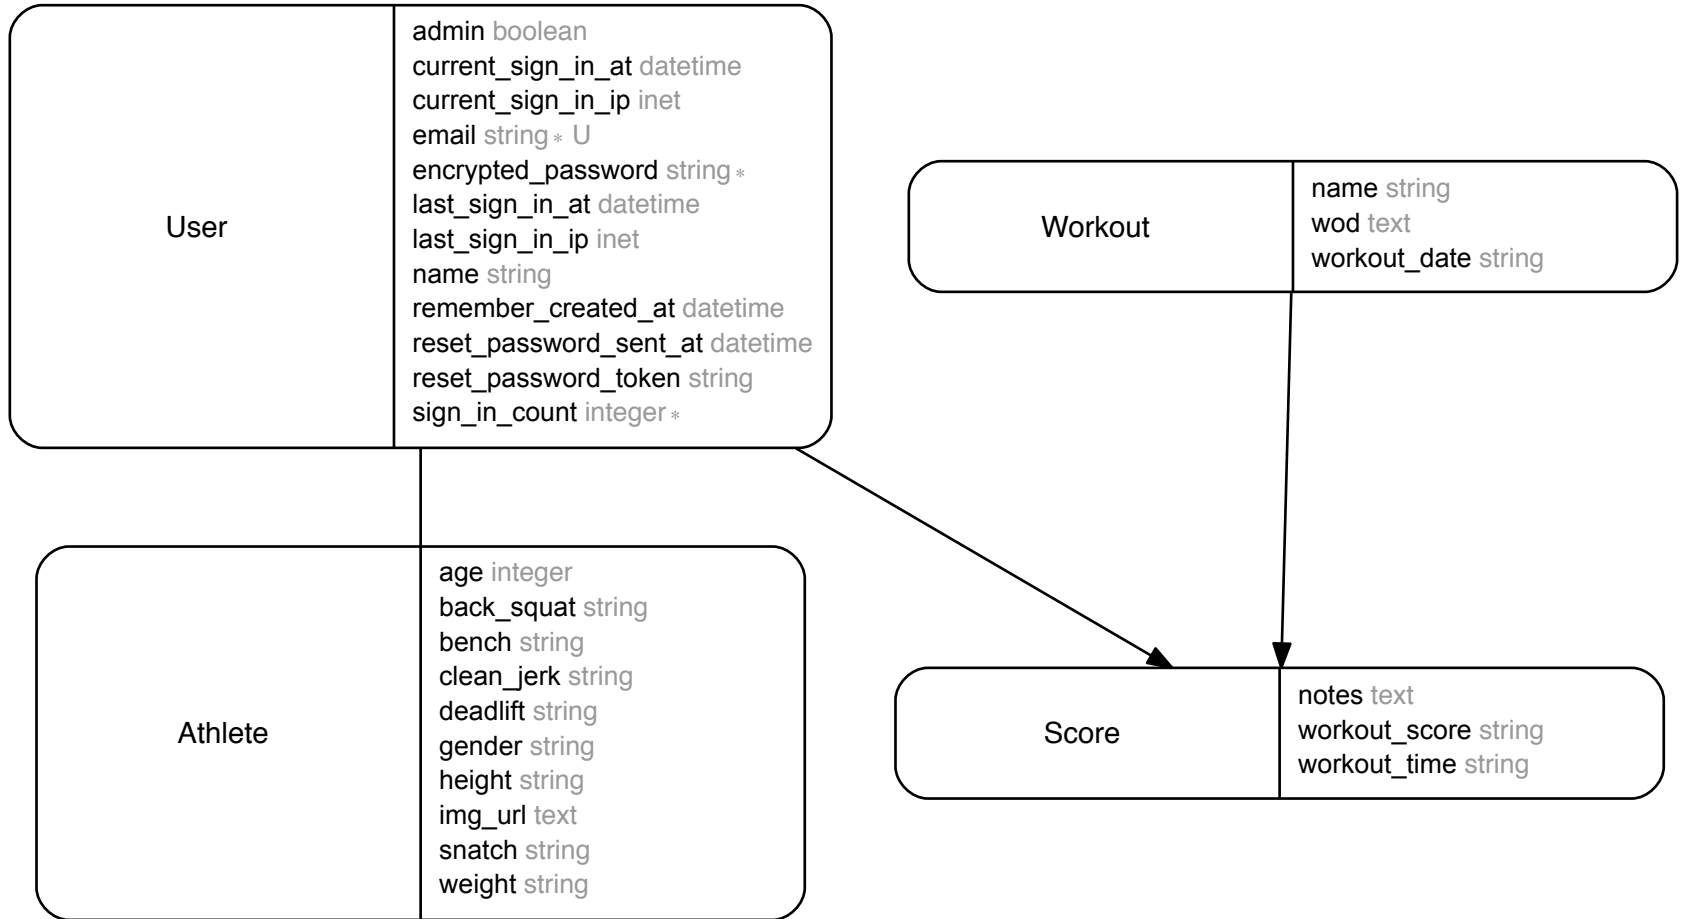 User
admin boolean
current_sign_in_at datetime
current_sign_in_ip inet
email string∗ U
encrypted_password string∗
last_sign_in_at datetime
last_sign_in_ip inet
name string
remember_created_at datetime
reset_password_sent_at datetime
reset_password_token string
sign_in_count integer∗
Workout
name string
wod text
workout_date string
Athlete
age integer
back_squat string
bench string
clean_jerk string
deadlift string
gender string
height string
img_url text
snatch string
weight string
Score
notes text
workout_score string
workout_time string